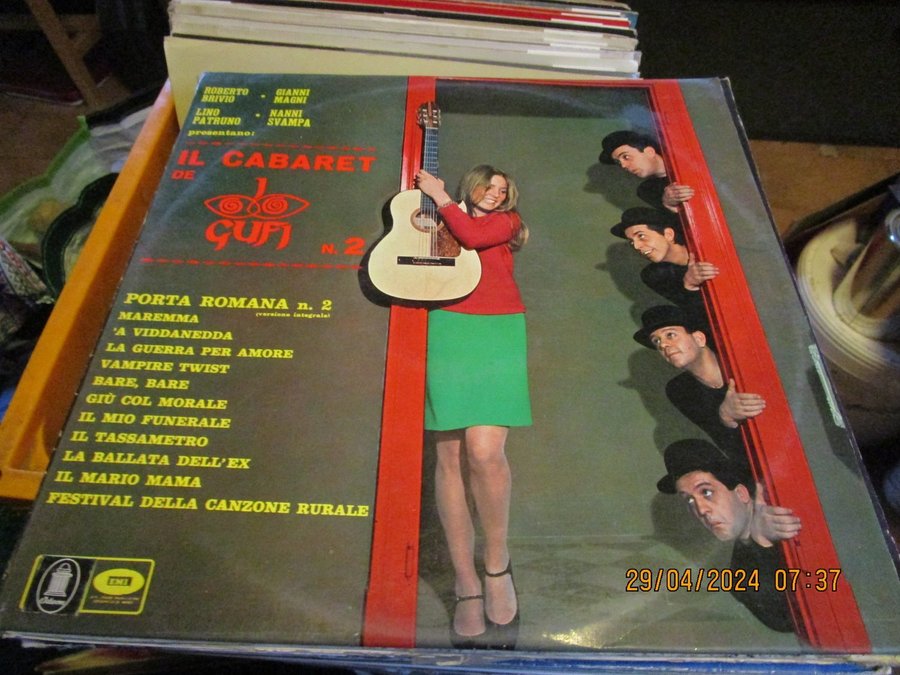 ROBERTO BRIVIO • GIANNI MAGNI
LINO PATRUNO • NANNI SVAMPA
presentano:
IL CABARET
DE
I
GUFI
N. 2
PORTA ROMANA n. 2
(versione integrale)
MAREMMA
'A VIDDANEDDA
LA GUERRA PER AMORE
VAMPIRE TWIST
BARE, BARE
GIÙ COL MORALE
IL MIO FUNERALE
IL TASSAMETRO
LA BALLATA DELL'EX
IL MARIO MAMA
FESTIVAL DELLA CANZONE RURALE
Odeon
EMI
29/04/2024 07:37